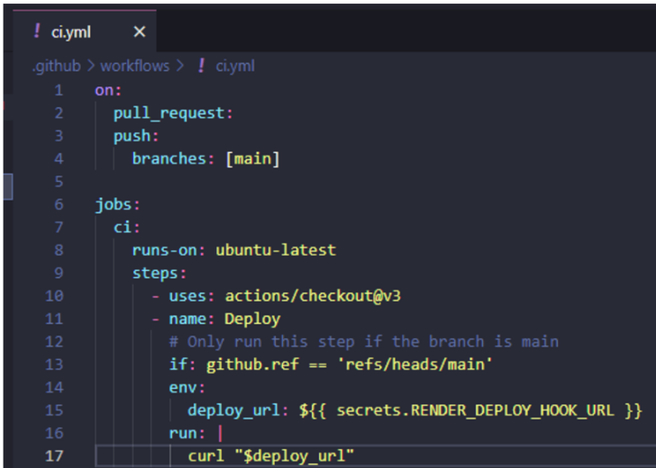 ! ci.yml ×
.github > workflows > ! ci.yml
1 on:
2   pull_request:
3   push:
4     branches: [main]
5
6 jobs:
7   ci:
8     runs-on: ubuntu-latest
9     steps:
10       - uses: actions/checkout@v3
11       - name: Deploy
12         # Only run this step if the branch is main
13         if: github.ref == 'refs/heads/main'
14         env:
15           deploy_url: ${{ secrets.RENDER_DEPLOY_HOOK_URL }}
16         run: |
17           curl "$deploy_url"